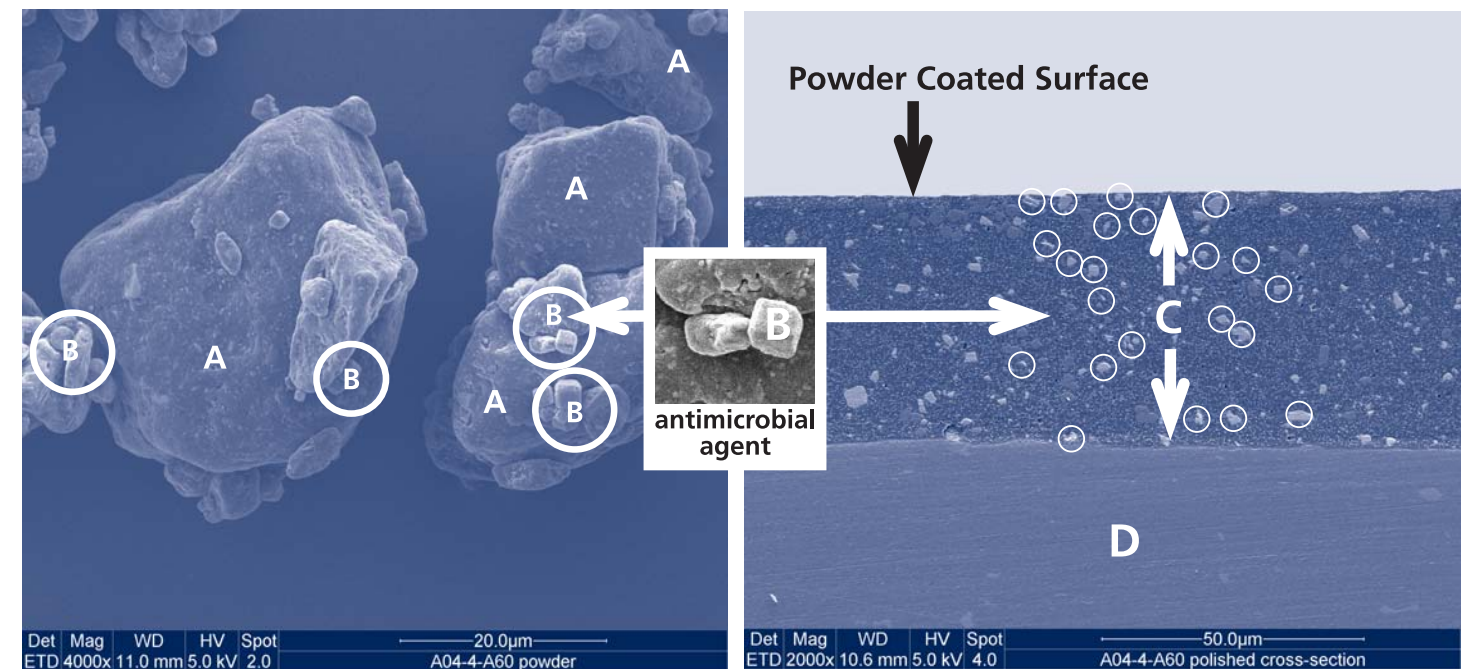 A
A
A
A
B
B
B
B
Powder Coated Surface
B
antimicrobial
agent
C
D
Det Mag WD HV Spot 20.0µm
ETD 4000x 11.0 mm 5.0 kV 2.0 A04-4-A60 powder
Det Mag WD HV Spot 50.0µm
ETD 2000x 10.6 mm 5.0 kV 4.0 A04-4-A60 polished cross-section